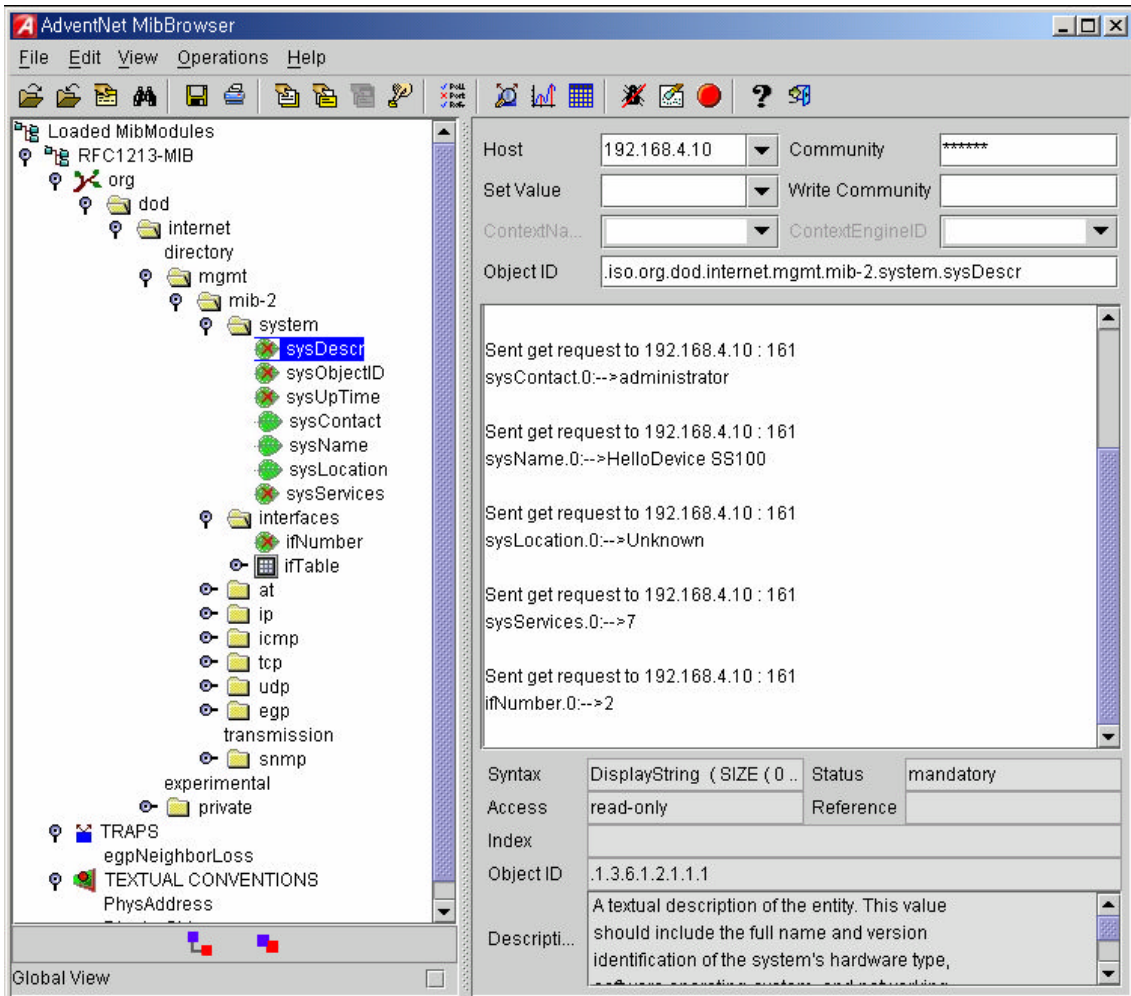 AdventNet MibBrowser
File Edit View Operations Help
Loaded MibModules
RFC1213-MIB
org
dod
internet
directory
mgmt
mib-2
system
sysDescr
sysObjectID
sysUpTime
sysContact
sysName
sysLocation
sysServices
interfaces
ifNumber
ifTable
at
ip
icmp
tcp
udp
egp
transmission
snmp
experimental
private
TRAPS
egpNeighborLoss
TEXTUAL CONVENTIONS
PhysAddress
Global View
Host 192.168.4.10 Community ******
Set Value Write Community
ContextNa... ContextEngineID
Object ID .iso.org.dod.internet.mgmt.mib-2.system.sysDescr
Sent get request to 192.168.4.10 : 161
sysContact.0:-->administrator
Sent get request to 192.168.4.10 : 161
sysName.0:-->HelloDevice SS100
Sent get request to 192.168.4.10 : 161
sysLocation.0:-->Unknown
Sent get request to 192.168.4.10 : 161
sysServices.0:-->7
Sent get request to 192.168.4.10 : 161
ifNumber.0:-->2
Syntax DisplayString ( SIZE ( 0 .. Status mandatory
Access read-only Reference
Index
Object ID .1.3.6.1.2.1.1.1
Descripti... A textual description of the entity. This value
should include the full name and version
identification of the system's hardware type,